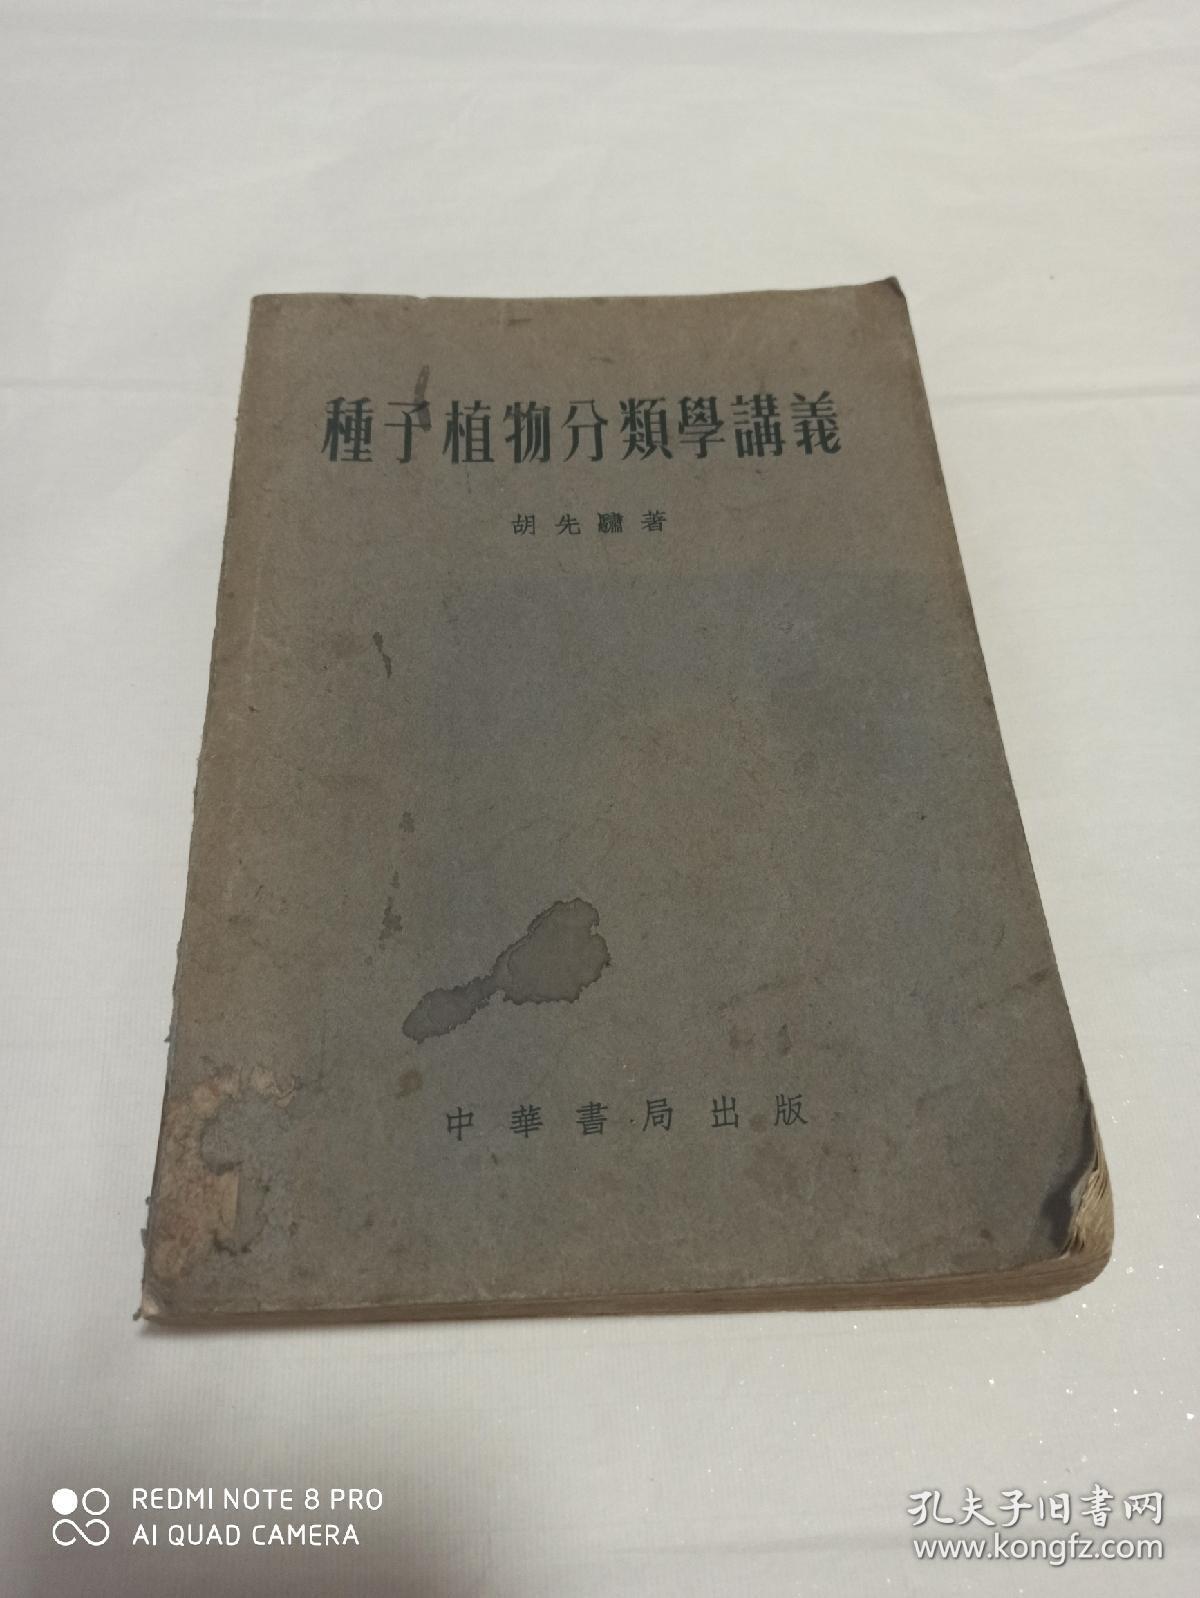 種子植物分類學講義
胡先驌著
中華書局出版
REDMI NOTE 8 PRO
AI QUAD CAMERA
孔夫子旧書网
www.kongfz.com